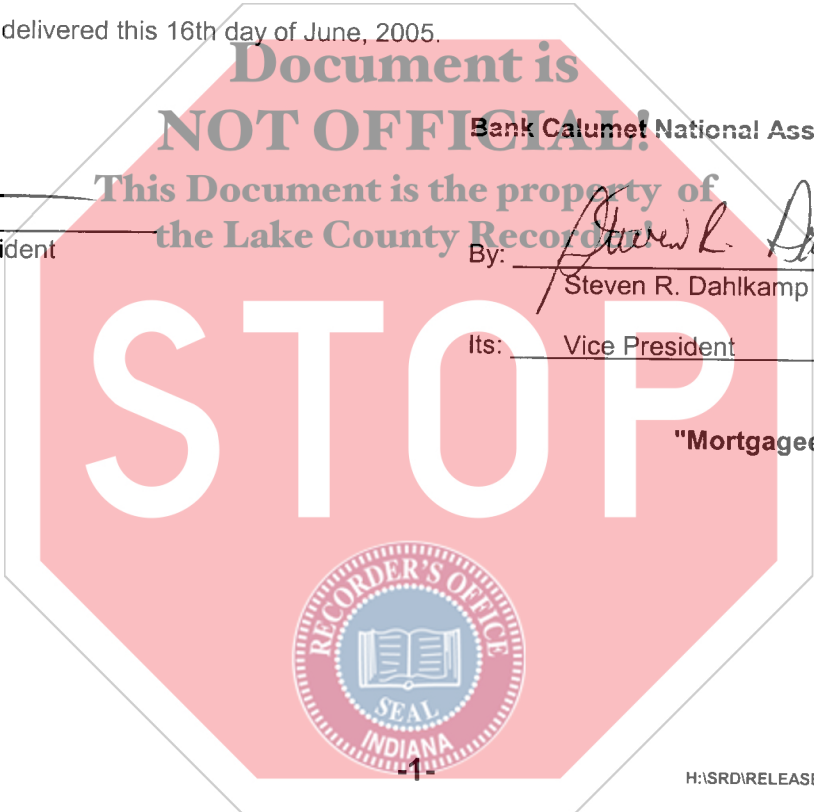 delivered this 16th day of June, 2005.
Document is
NOT OFFICIAL!
Bank Calumet National Ass
This Document is the property of
the Lake County Recorder!
ident
By: Steven R.
Steven R. Dahlkamp
Its: Vice President
STOP
"Mortgagee
RECORDER'S OFFICE
SEAL
INDIANA
-1-
H:\SRD\RELEASE